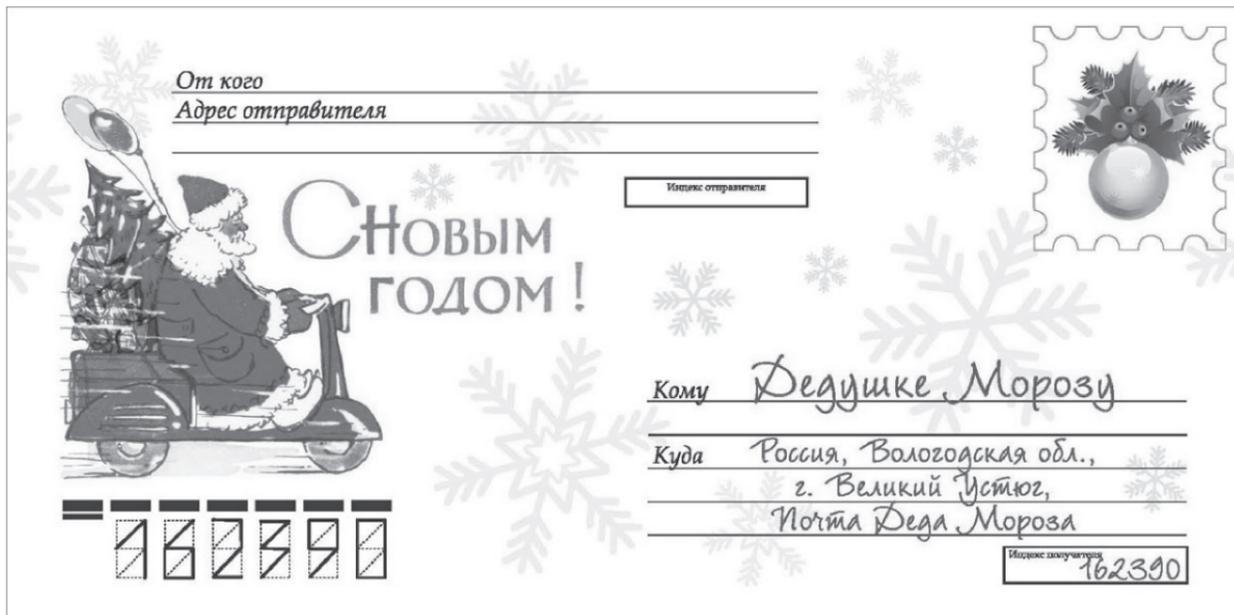 От кого
Адрес отправителя
Индекс отправителя
С Новым
годом!
Кому Дедушке Морозу
Куда Россия, Вологодская обл.,
г. Великий Устюг,
Почта Деда Мороза
Индекс получателя
162390
162390